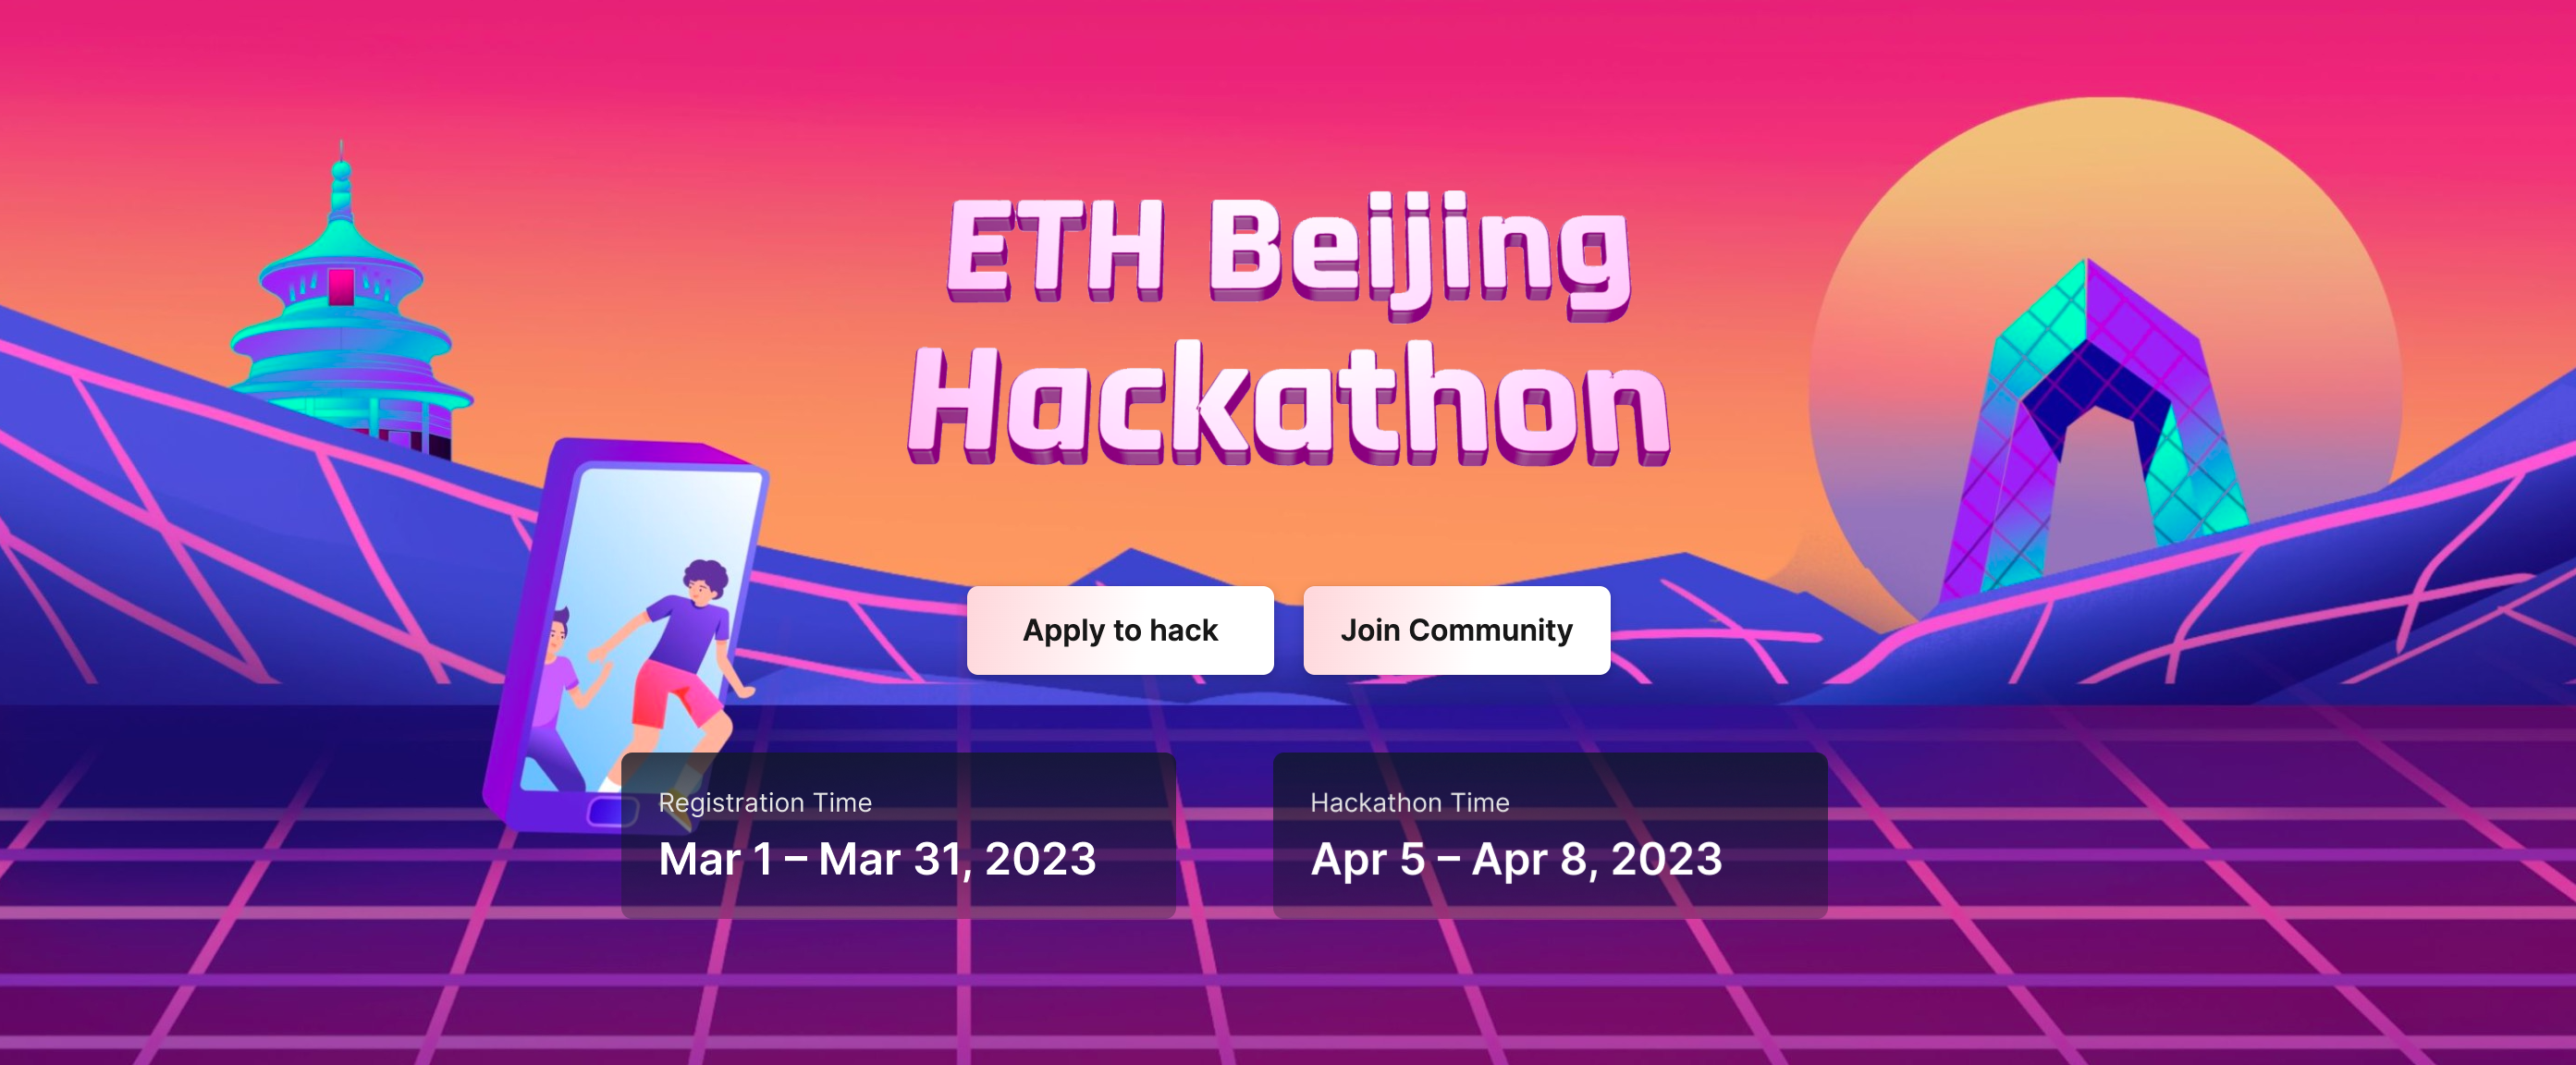 ETH Beijing
Hackathon
Apply to hack
Join Community
Registration Time
Mar 1 – Mar 31, 2023
Hackathon Time
Apr 5 – Apr 8, 2023